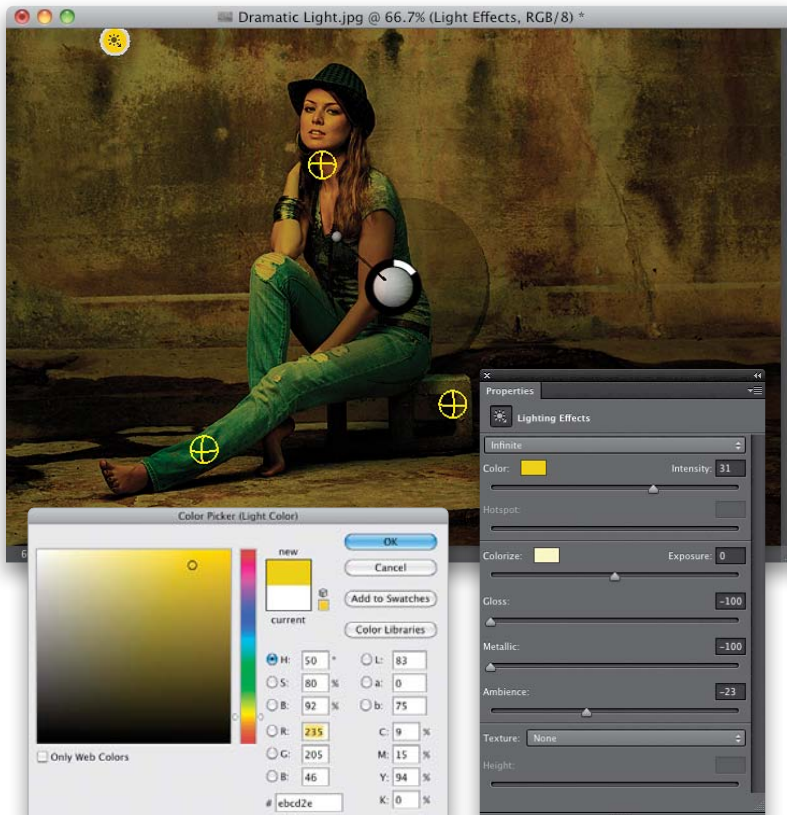 Dramatic Light.jpg @ 66.7% (Light Effects, RGB/8) *
Properties
Lighting Effects
Infinite
Color: Intensity: 31
Hotspot:
Colorize: Exposure: 0
Gloss: -100
Metallic: -100
Ambience: -23
Texture: None
Height:
6
Color Picker (Light Color)
new
current
OK
Cancel
Add to Swatches
Color Libraries
H: 50 °
S: 80 %
B: 92 %
R: 235
G: 205
B: 46
# ebcd2e
L: 83
a: 0
b: 75
C: 9 %
M: 15 %
Y: 94 %
K: 0 %
Only Web Colors